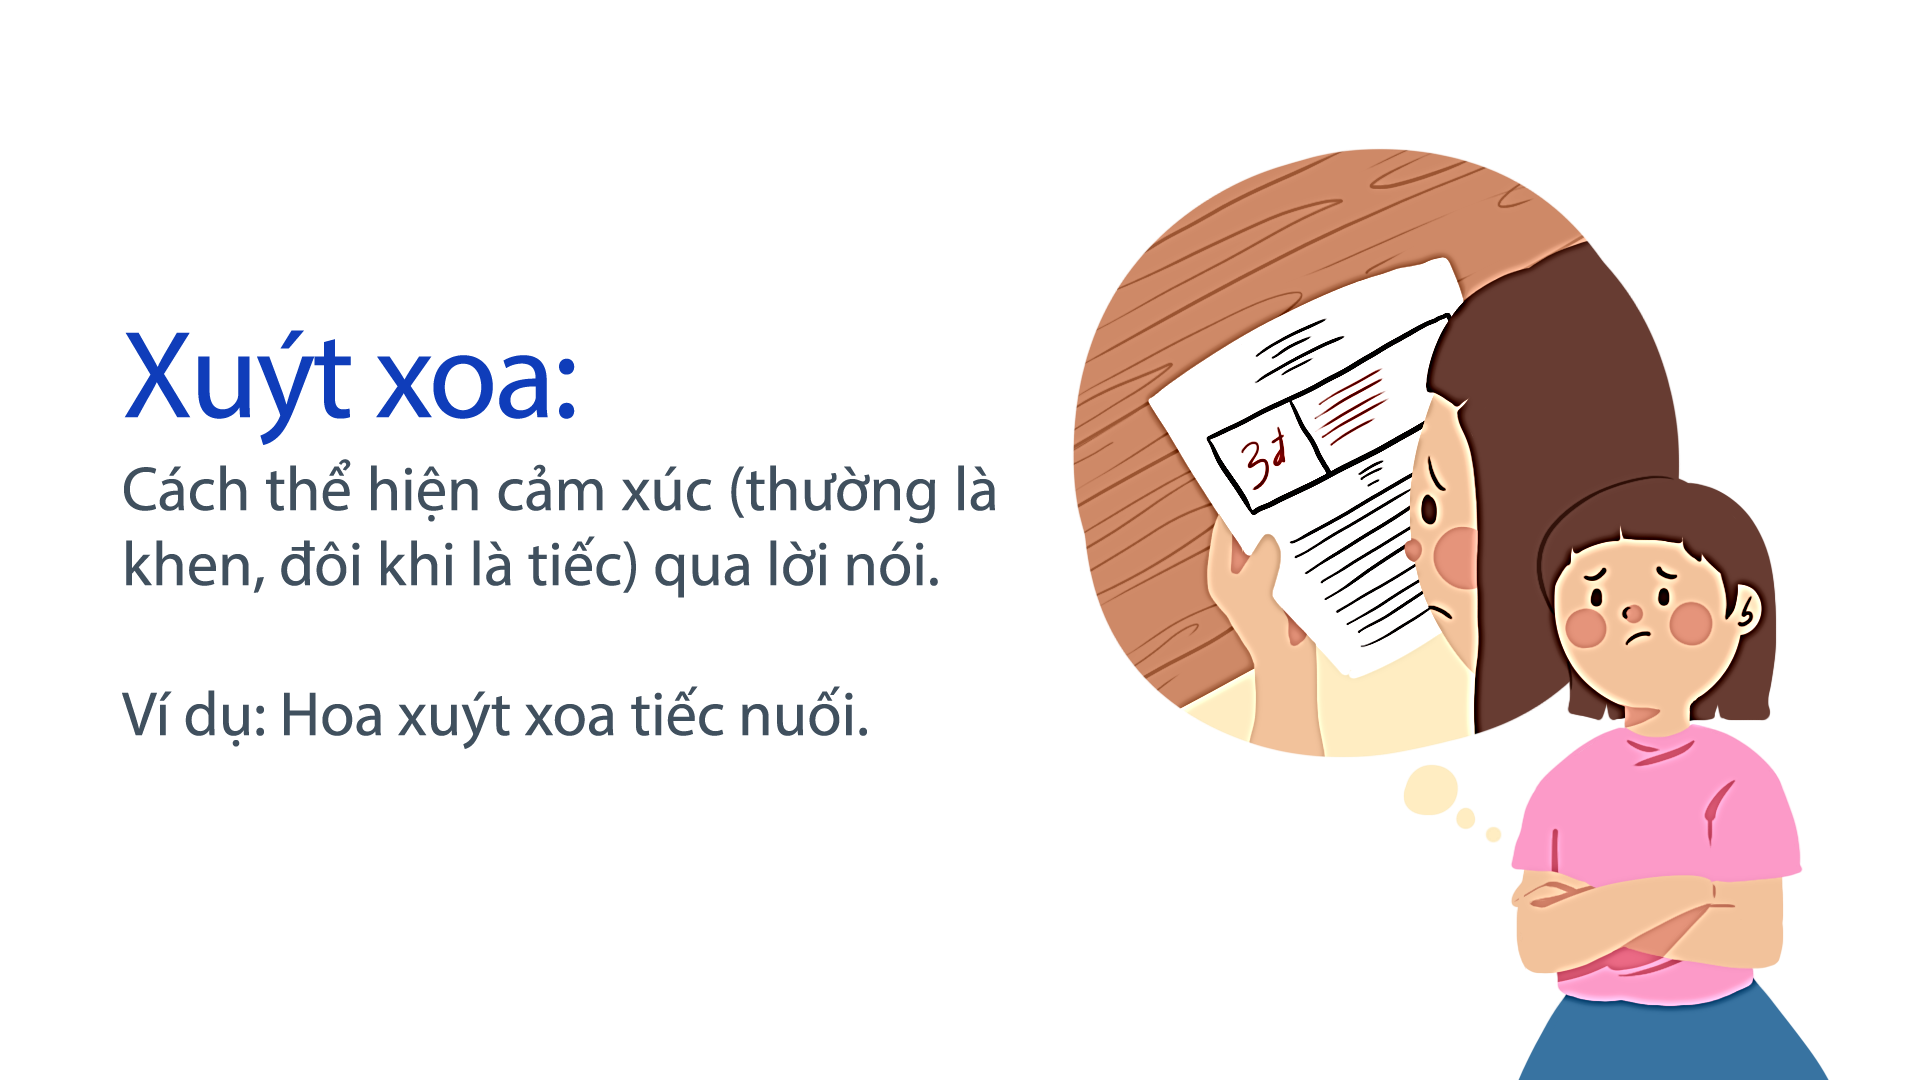 Xuýt xoa:
Cách thể hiện cảm xúc (thường là
khen, đôi khi là tiếc) qua lời nói.
Ví dụ: Hoa xuýt xoa tiếc nuối.
3đ